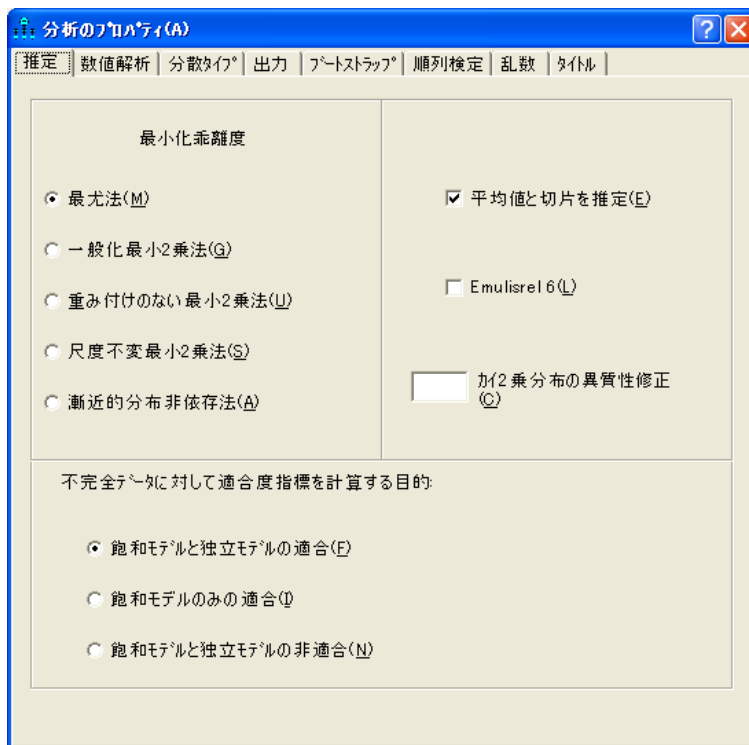 分析のﾌﾟﾛﾊﾟﾃｨ(A)
推定 数値解析 分散ﾀｲﾌﾟ 出力 ﾌﾞｰﾄｽﾄﾗｯﾌﾟ 順列検定 乱数 ﾀｲﾄﾙ
最小化乖離度
最尤法(M)
一般化最小2乗法(G)
重み付けのない最小2乗法(U)
尺度不変最小2乗法(S)
漸近的分布非依存法(A)
平均値と切片を推定(E)
Emulisrel 6(L)
ｶｲ2乗分布の異質性修正
(C)
不完全ﾃﾞｰﾀに対して適合度指標を計算する目的:
飽和ﾓﾃﾞﾙと独立ﾓﾃﾞﾙの適合(F)
飽和モデルのみの適合(I)
飽和ﾓﾃﾞﾙと独立ﾓﾃﾞﾙの非適合(N)